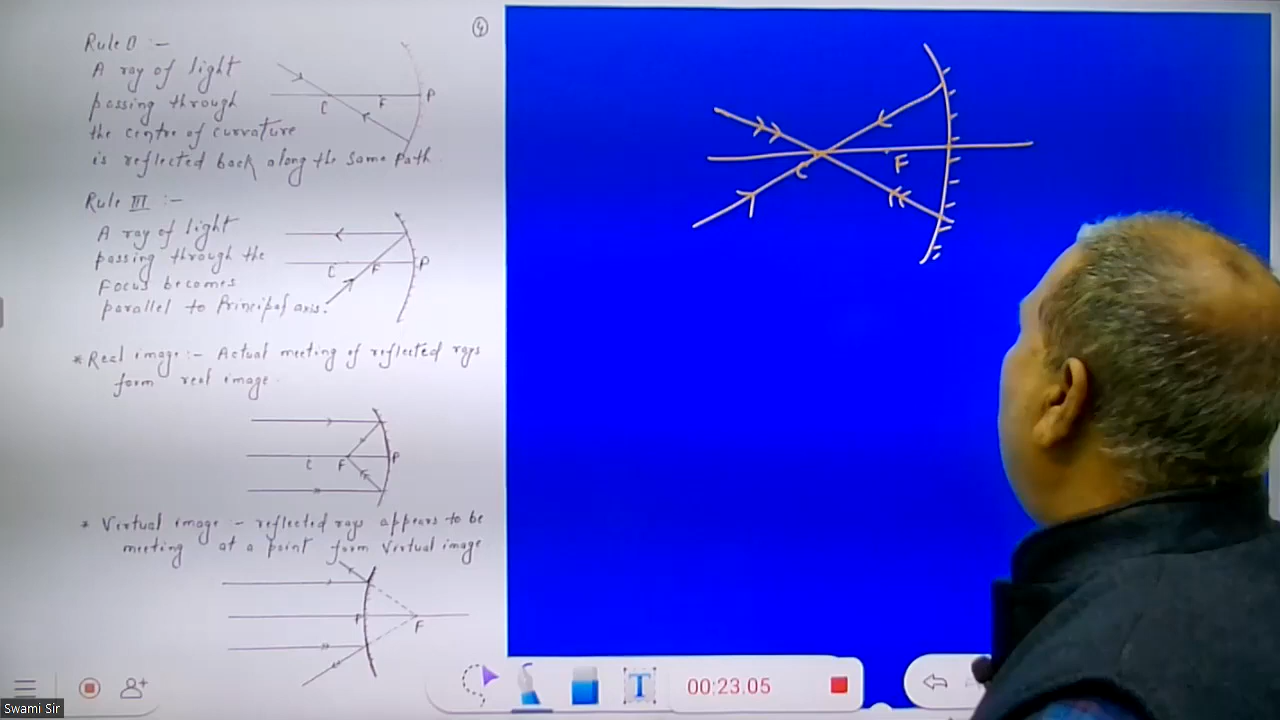 ④
Rule ⅠⅠ :-
A ray of light
passing through
the centre of curvature
is reflected back along the same path.
C F P
Rule III :-
A ray of light
passing through the
Focus becomes
parallel to Principal axis.
C F P
* Real image :- Actual meeting of reflected rays
form real image.
C F P
* Virtual image :- reflected rays appears to be
meeting at a point form virtual image
P F
C F
T
00:23.05
Swami Sir